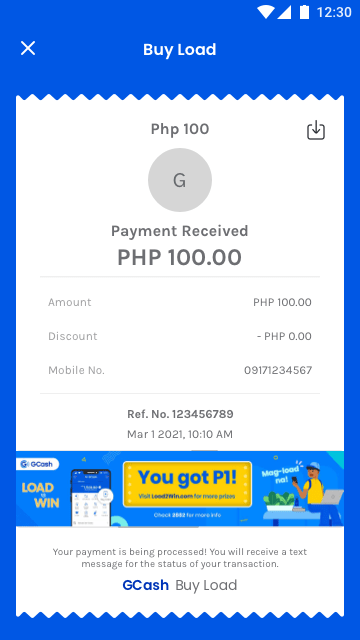 12:30
Buy Load
Php 100
G
Payment Received
PHP 100.00
Amount PHP 100.00
Discount - PHP 0.00
Mobile No. 09171234567
Ref. No. 123456789
Mar 1 2021, 10:10 AM
GCash
LOAD
WIN
You got P1!
Visit Load2Win.com for more prizes
Check 2882 for more info
Mag-load
na!
Your payment is being processed! You will receive a text
message for the status of your transaction.
GCash Buy Load